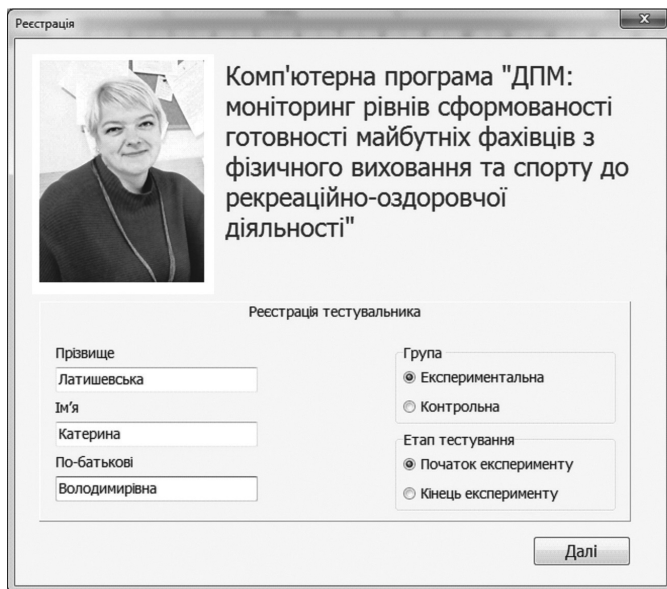 Реєстрація
x
Комп'ютерна програма "ДПМ:
моніторинг рівнів сформованості
готовності майбутніх фахівців з
фізичного виховання та спорту до
рекреаційно-оздоровчої
діяльності"
Реєстрація тестувальника
Прізвище
Латишевська
Ім'я
Катерина
По-батькові
Володимирівна
Група
Експериментальна
Контрольна
Етап тестування
Початок експерименту
Кінець експерименту
Далі